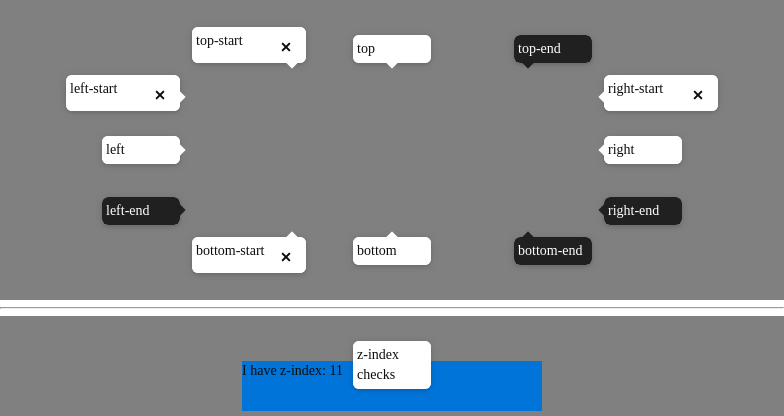 top-start
top
top-end
left-start
right-start
left
right
left-end
right-end
bottom-start
bottom
bottom-end
z-index
checks
I have z-index: 11